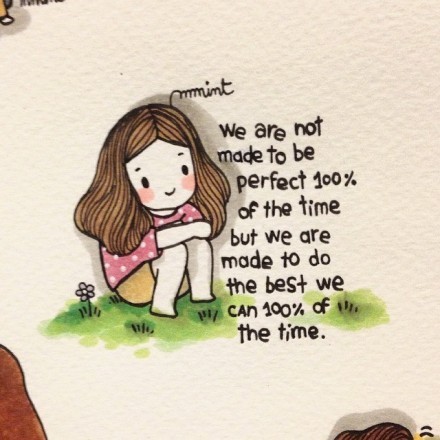 mmint
We are not
made to be
perfect 100%
of the time
but we are
made to do
the best we
can 100% of
the time.